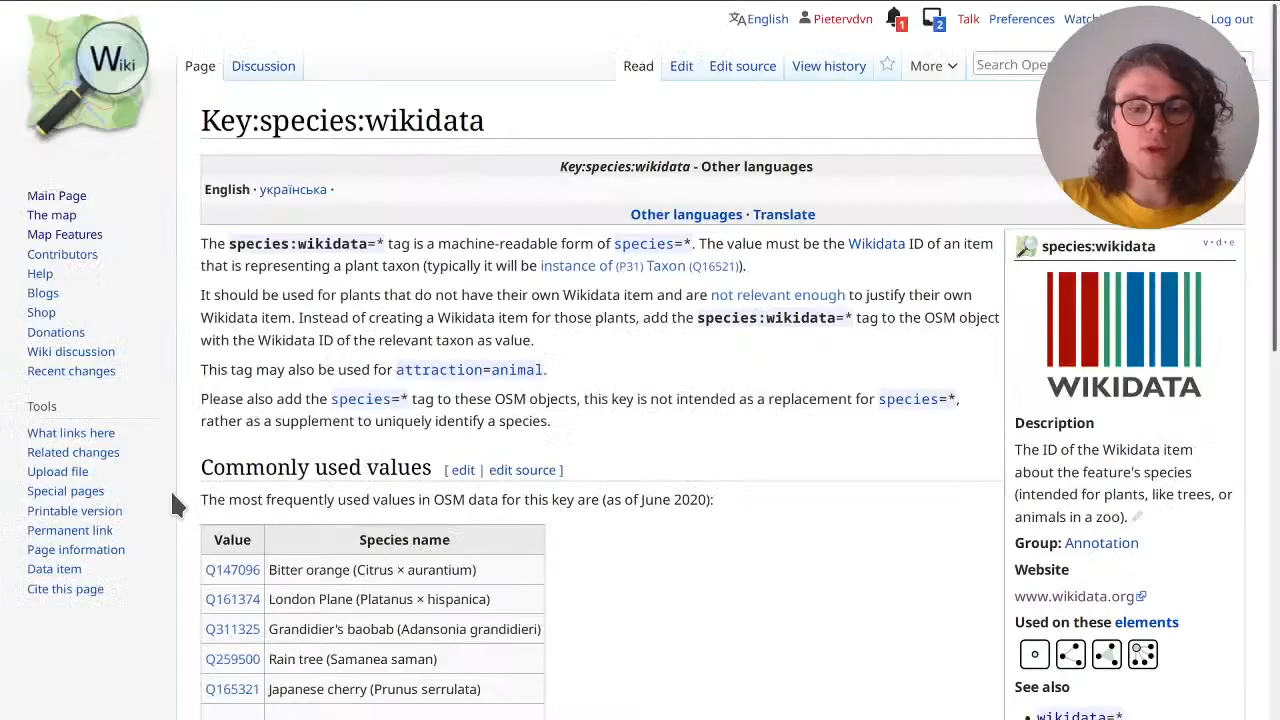 English Pietervdvn 1 2 Talk Preferences Log out
Wiki
Page Discussion Read Edit Edit source View history More
Key:species:wikidata
Key:species:wikidata - Other languages
English · українська ·
Other languages · Translate
Main Page
The map
Map Features
Contributors
Help
Blogs
Shop
Donations
Wiki discussion
Recent changes
Tools
What links here
Related changes
Upload file
Special pages
Printable version
Permanent link
Page information
Data item
Cite this page
The species:wikidata=* tag is a machine-readable form of species=*. The value must be the Wikidata ID of an item
that is representing a plant taxon (typically it will be instance of (P31) Taxon (Q16521)).
It should be used for plants that do not have their own Wikidata item and are not relevant enough to justify their own
Wikidata item. Instead of creating a Wikidata item for those plants, add the species:wikidata=* tag to the OSM object
with the Wikidata ID of the relevant taxon as value.
This tag may also be used for attraction=animal.
Please also add the species=* tag to these OSM objects, this key is not intended as a replacement for species=*,
rather as a supplement to uniquely identify a species.
Commonly used values [ edit | edit source ]
The most frequently used values in OSM data for this key are (as of June 2020):
Value Species name
Q147096 Bitter orange (Citrus × aurantium)
Q161374 London Plane (Platanus × hispanica)
Q311325 Grandidier's baobab (Adansonia grandidieri)
Q259500 Rain tree (Samanea saman)
Q165321 Japanese cherry (Prunus serrulata)
species:wikidata v · d · e
WIKIDATA
Description
The ID of the Wikidata item
about the feature's species
(intended for plants, like trees, or
animals in a zoo).
Group: Annotation
Website
www.wikidata.org
Used on these elements
See also
• wikidata=*